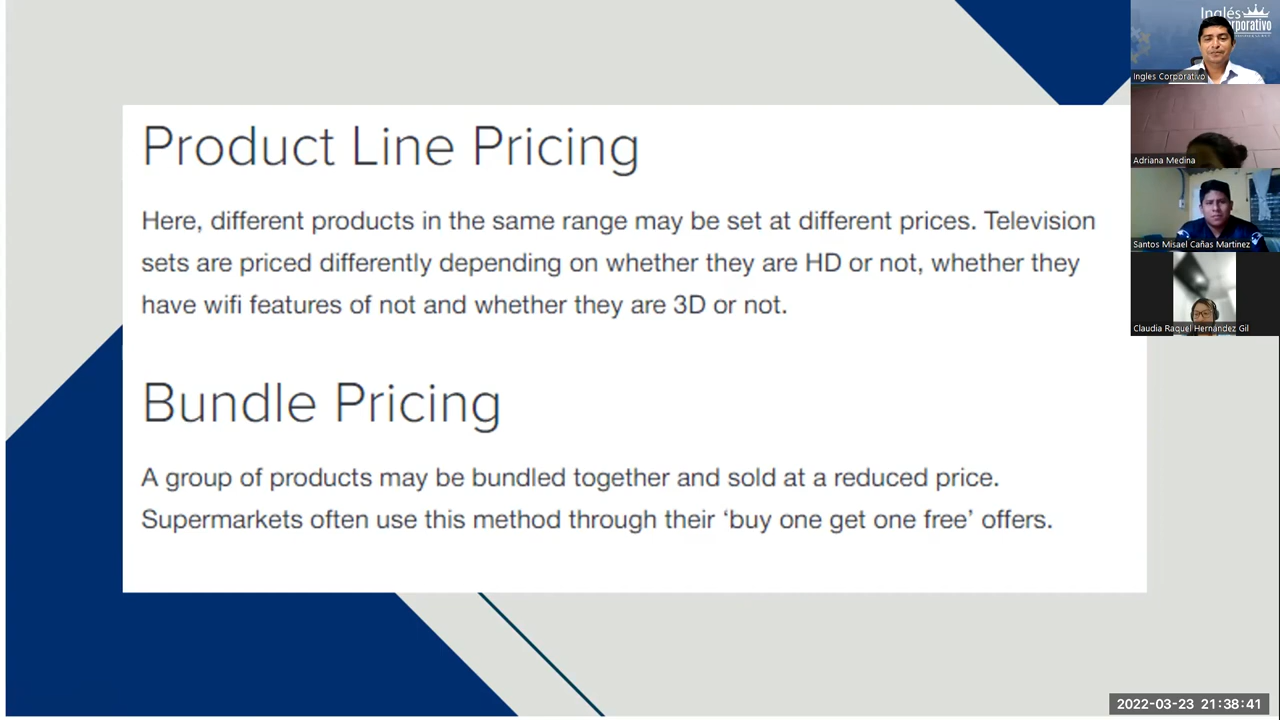 Product Line Pricing
Here, different products in the same range may be set at different prices. Television
sets are priced differently depending on whether they are HD or not, whether they
have wifi features of not and whether they are 3D or not.
Bundle Pricing
A group of products may be bundled together and sold at a reduced price.
Supermarkets often use this method through their ‘buy one get one free’ offers.
Inglés
Ingles Corporativo
Adriana Medina
Santos Misael Cañas Martinez
Claudia Raquel Hernández Gil
2022-03-23 21:38:41